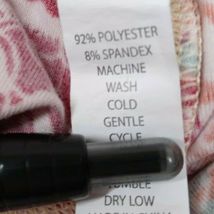 92% POLYESTER
8% SPANDEX
MACHINE
WASH
COLD
GENTLE
CYCLE
DRY LOW